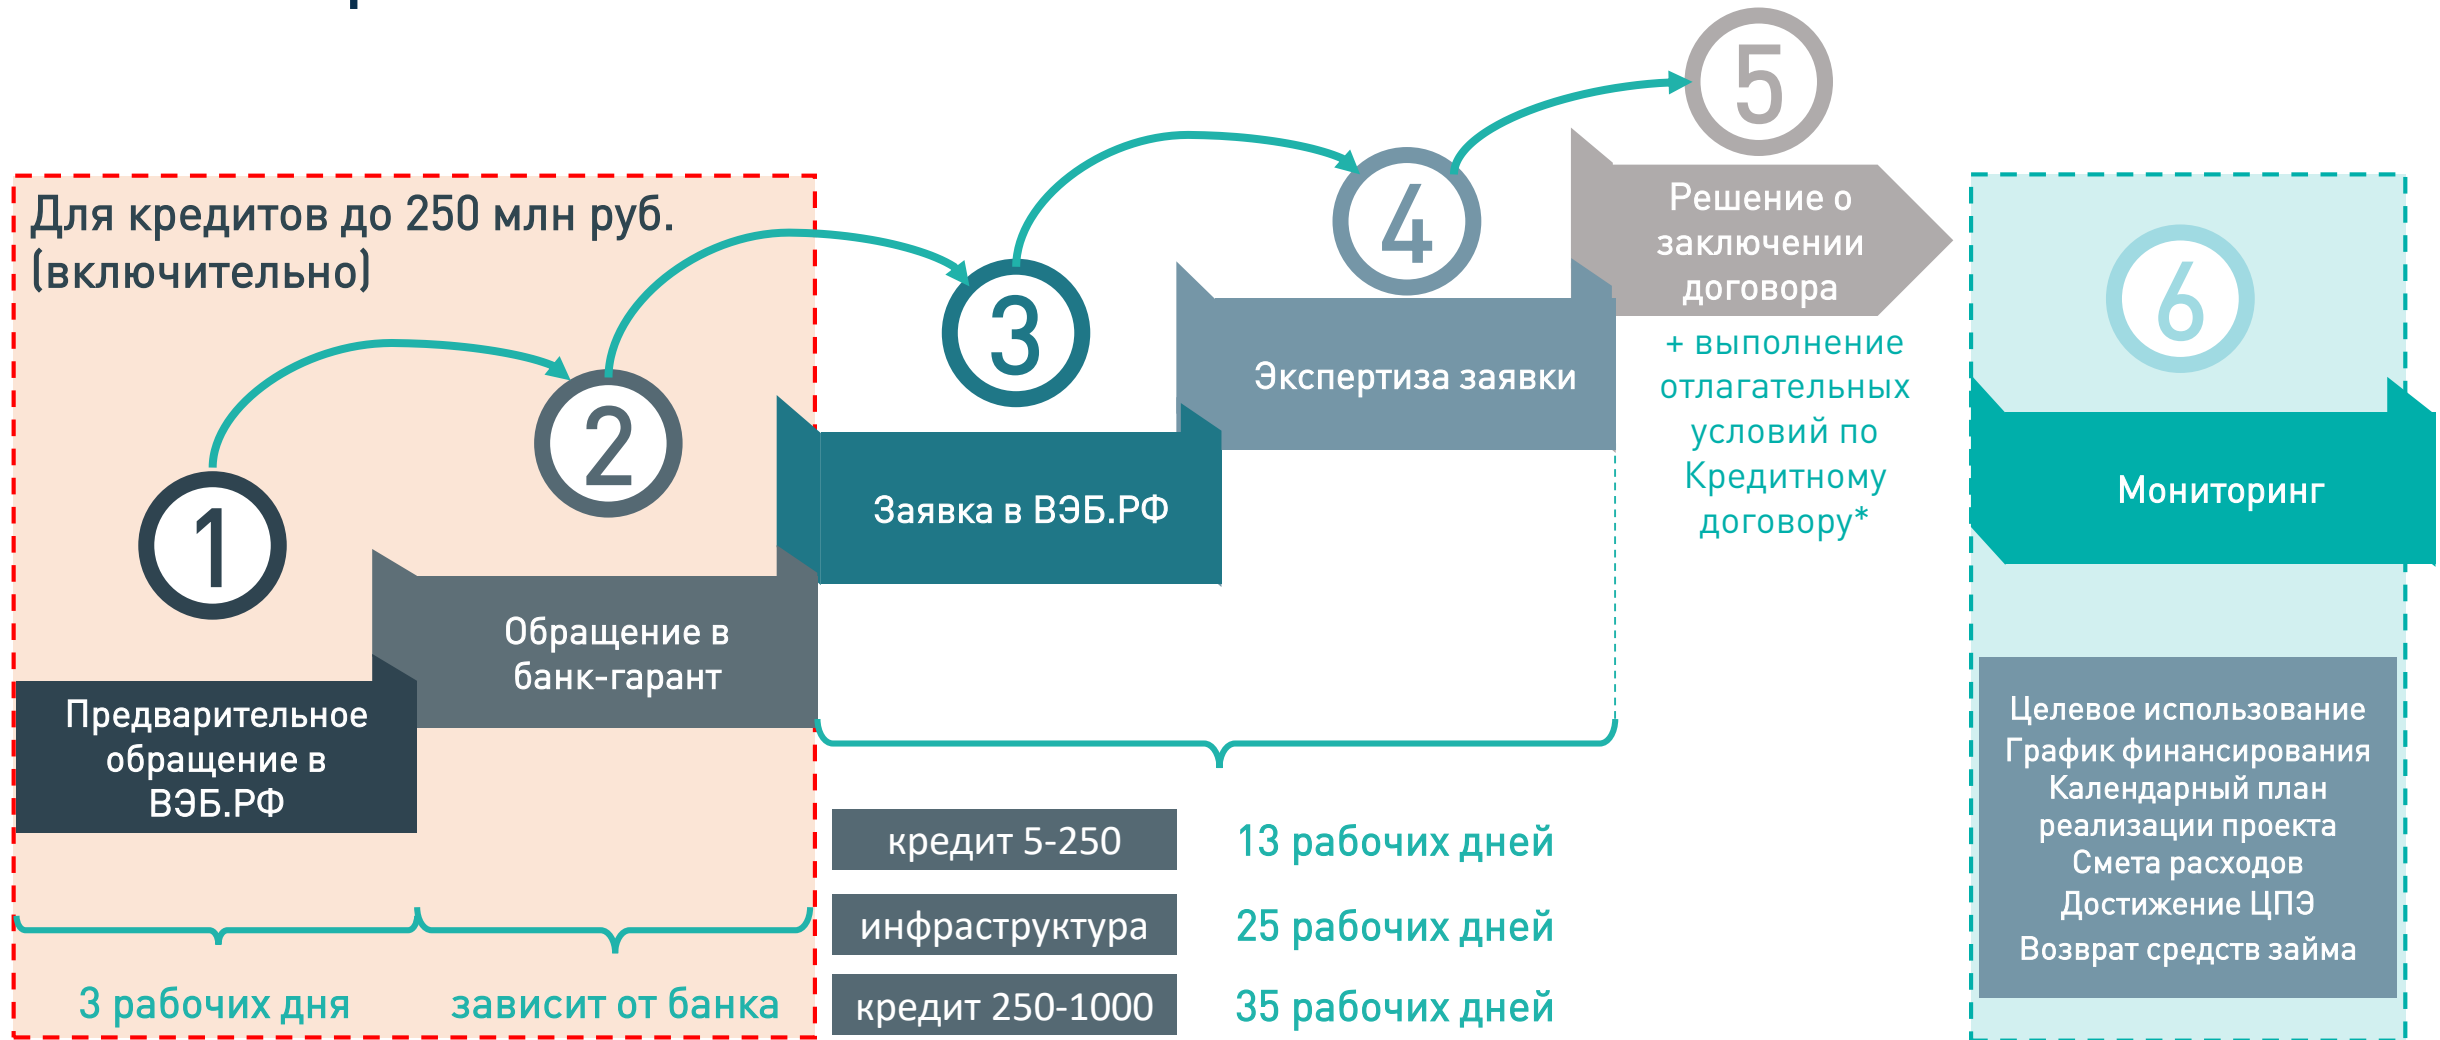 Для кредитов до 250 млн руб.
(включительно)
1
Предварительное
обращение в
ВЭБ.РФ
3 рабочих дня
2
Обращение в
банк-гарант
зависит от банка
3
Заявка в ВЭБ.РФ
4
Экспертиза заявки
кредит 5-250
13 рабочих дней
инфраструктура
25 рабочих дней
кредит 250-1000
35 рабочих дней
5
Решение о
заключении
договора
+ выполнение
отлагательных
условий по
Кредитному
договору*
6
Мониторинг
Целевое использование
График финансирования
Календарный план
реализации проекта
Смета расходов
Достижение ЦПЭ
Возврат средств займа